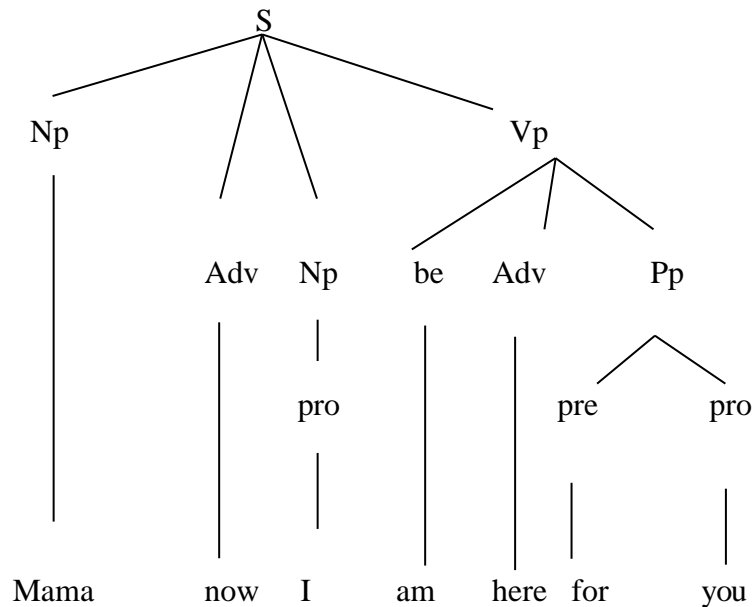 S
Np Vp
Adv Np be Adv Pp
pro pre pro
Mama now I am here for you